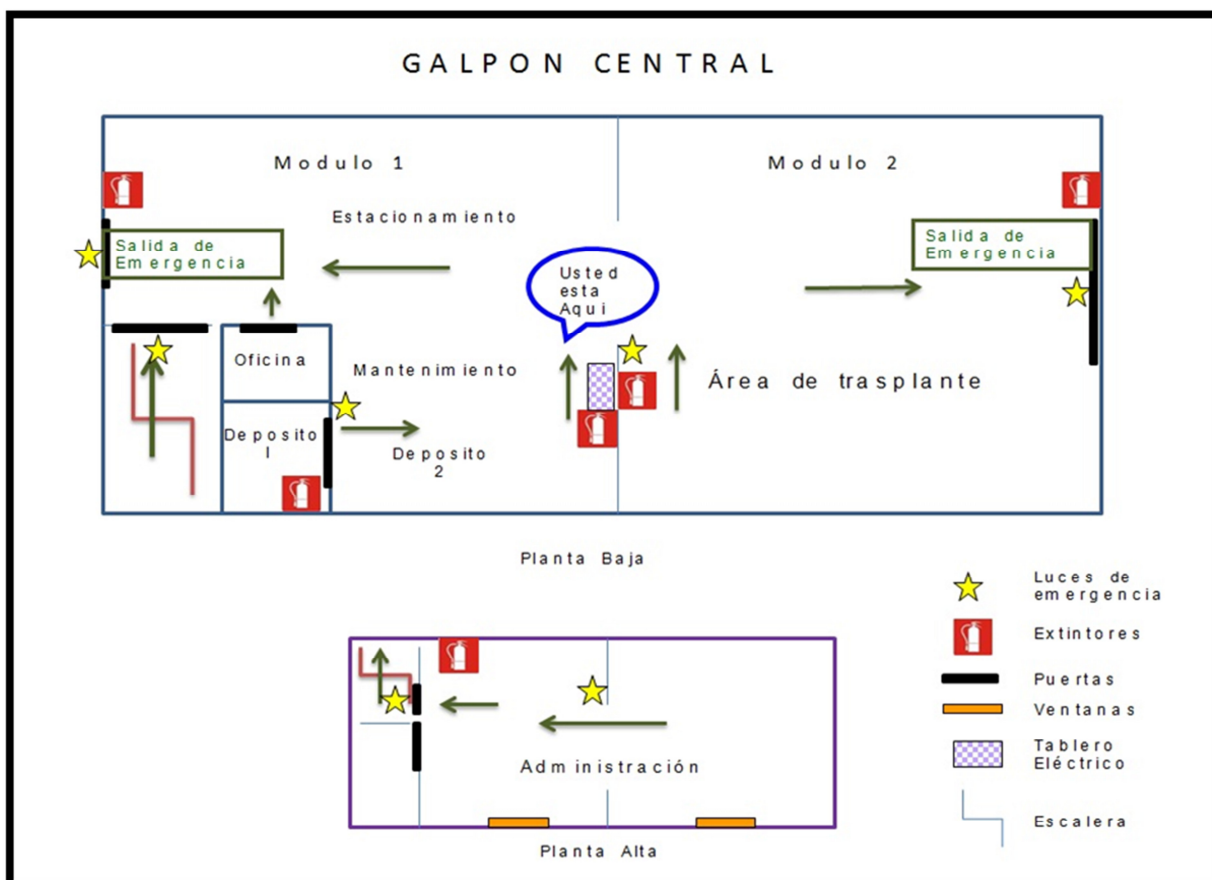 GALPON CENTRAL
Modulo 1
Modulo 2
Estacionamiento
Salida de
Emergencia
Salida de
Emergencia
Usted
esta
Aqui
Oficina
Mantenimiento
Área de trasplante
Deposito
1
Deposito
2
Planta Baja
Luces de
emergencia
Extintores
Puertas
Ventanas
Tablero
Eléctrico
Escalera
Administración
Planta Alta